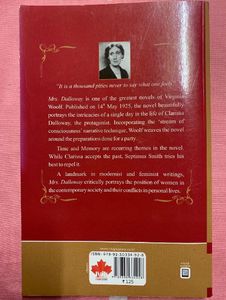 "It is a thousand pities never to say what one feels."
Mrs. Dalloway is one of the greatest novels of Virginia
Woolf. Published on 14th May 1925, the novel beautifully
portrays the intricacies of a single day in the life of Clarissa
Dalloway, the protagonist. Incorporating the 'stream of
consciousness' narrative technique, Woolf weaves the novel
around the preparations done for a party.
Time and Memory are recurring themes in the novel.
While Clarissa accepts the past, Septimus Smith tries his
best to repel it.
A landmark in modernist and feminist writings,
Mrs. Dalloway critically portrays the position of women in
the contemporary society and their conflicts in personal lives.
₹125